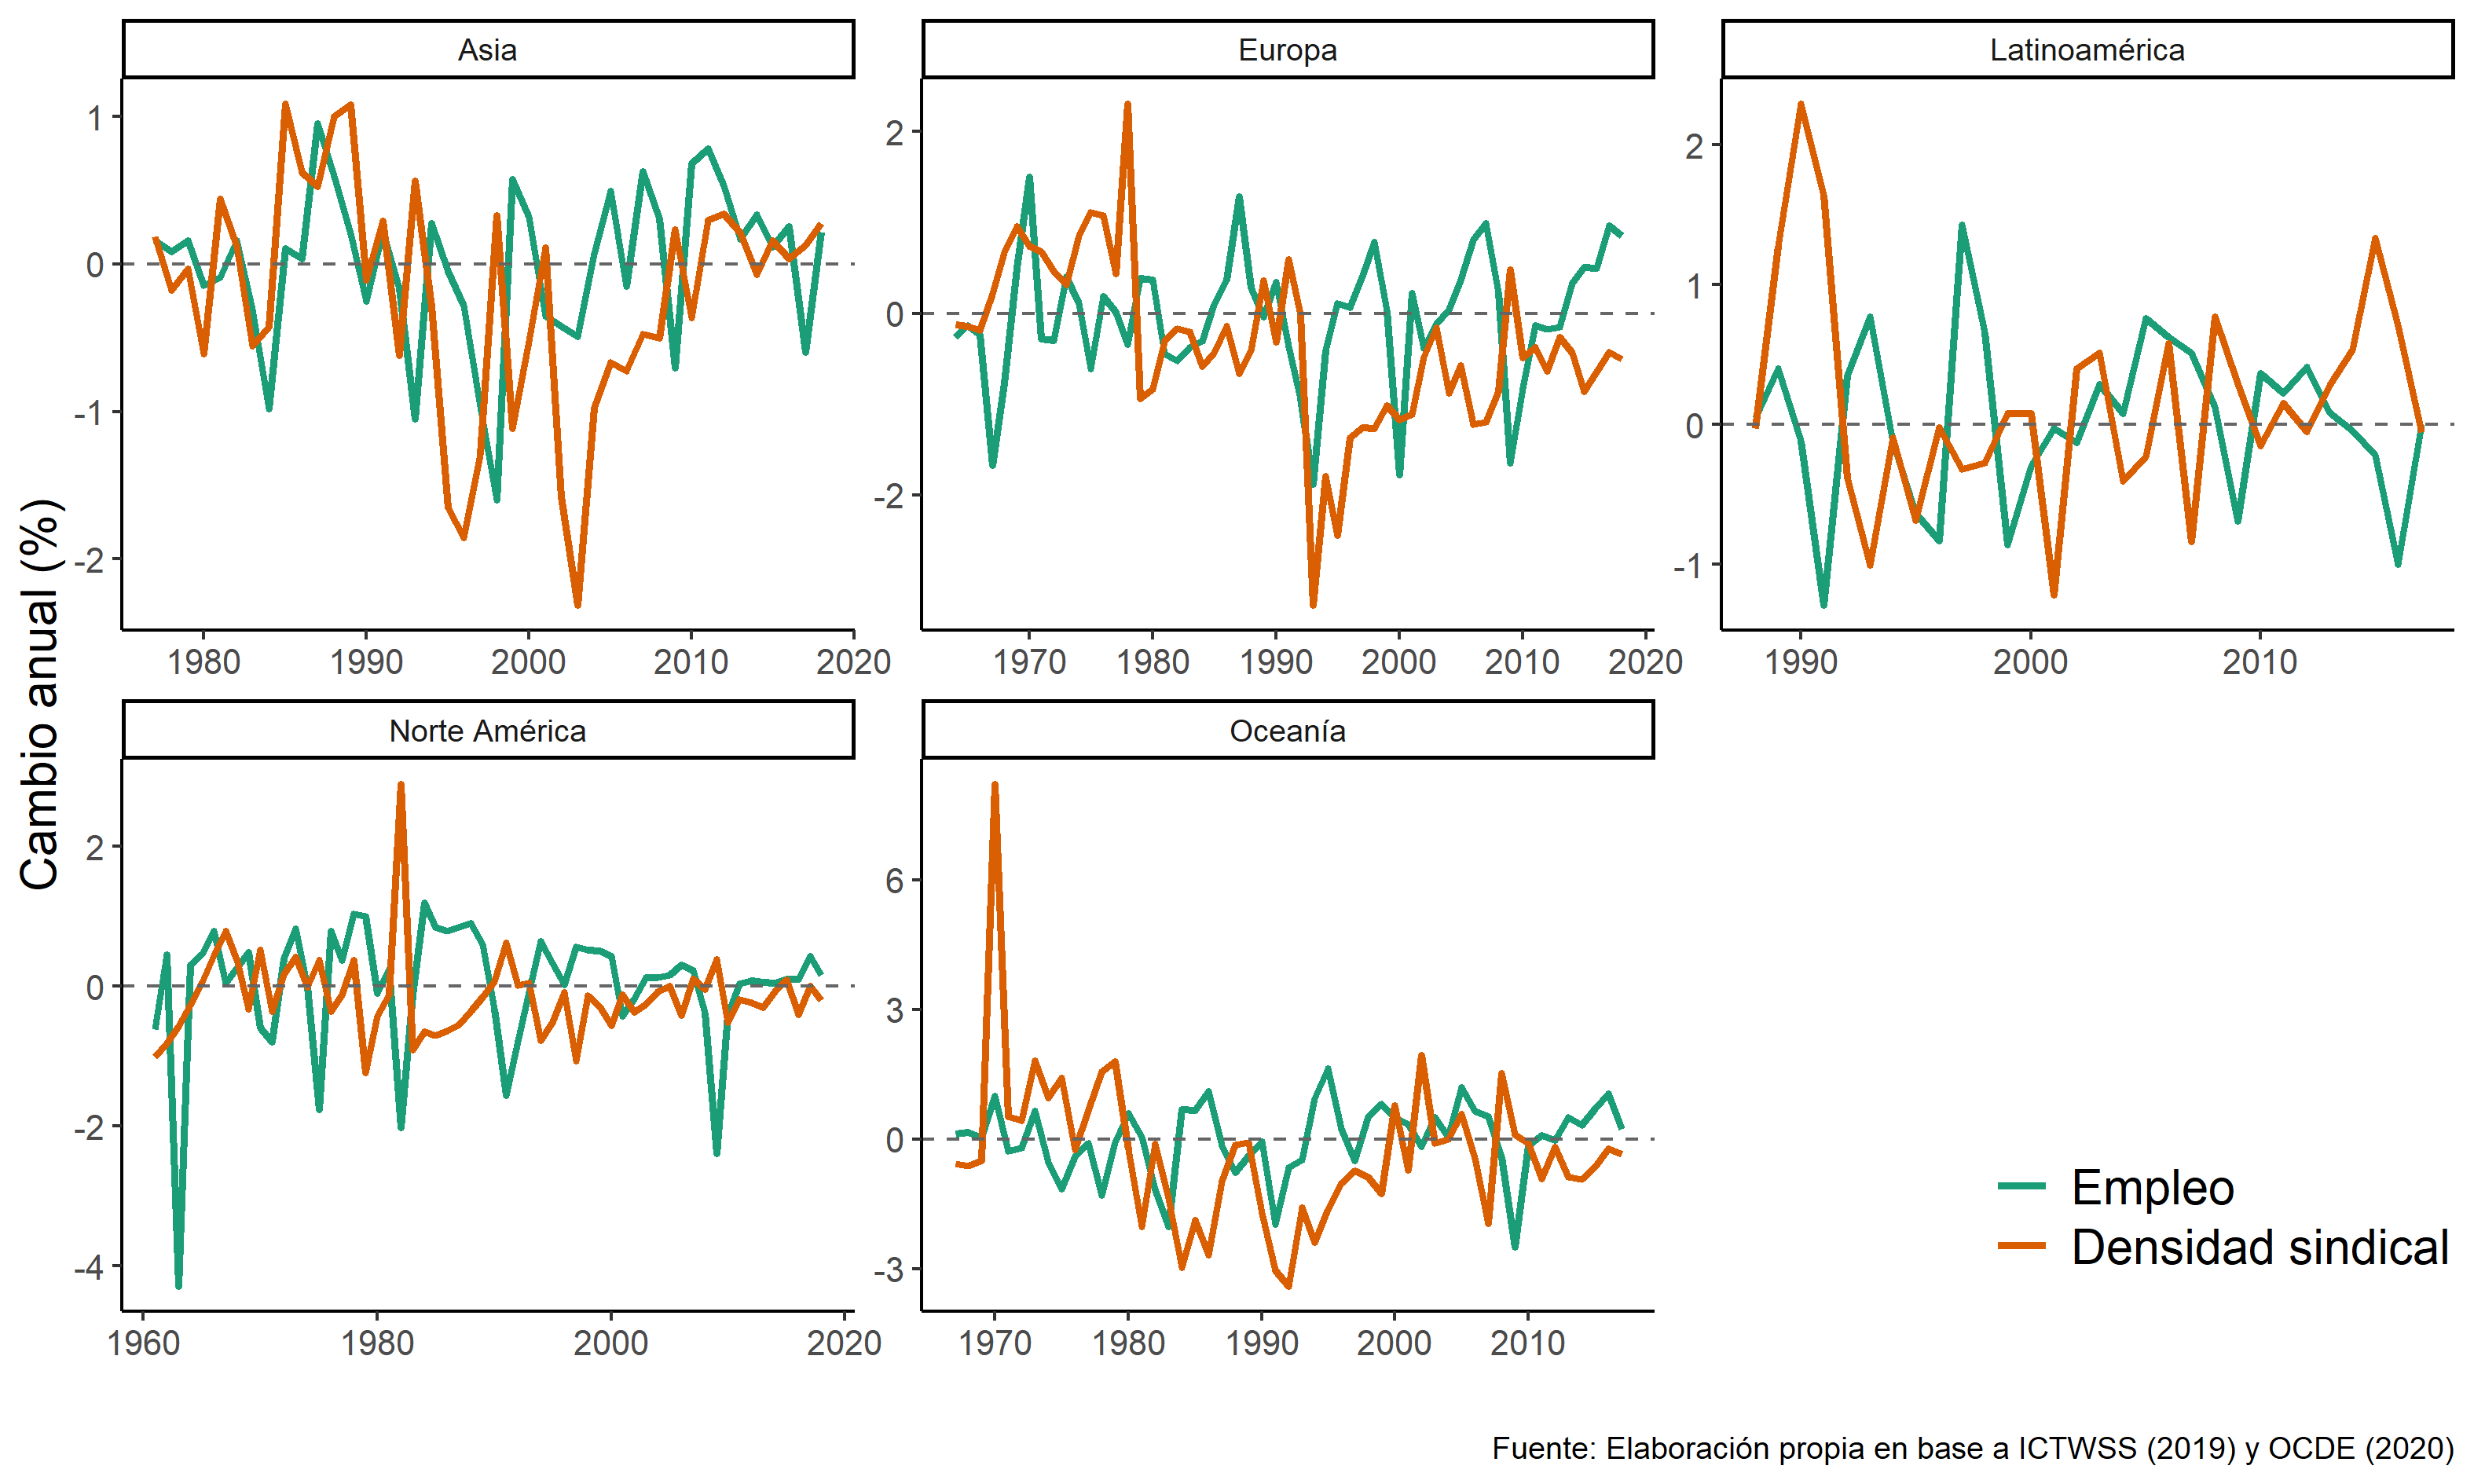 Asia
Europa
Latinoamérica
1
0
-1
-2
1980 1990 2000 2010 2020
2
0
-2
1970 1980 1990 2000 2010 2020
2
1
0
-1
1990 2000 2010
Cambio anual (%)
Norte América
Oceanía
2
0
-2
-4
1960 1980 2000 2020
6
3
0
-3
1970 1980 1990 2000 2010
Empleo
Densidad sindical
Fuente: Elaboración propia en base a ICTWSS (2019) y OCDE (2020)